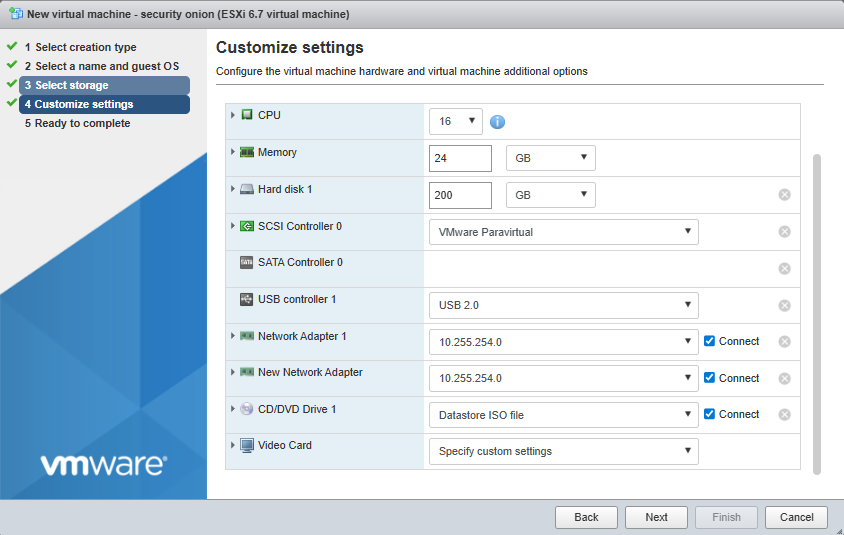 New virtual machine - security onion (ESXi 6.7 virtual machine)
1 Select creation type
2 Select a name and guest OS
3 Select storage
4 Customize settings
5 Ready to complete
vmware®
Customize settings
Configure the virtual machine hardware and virtual machine additional options
CPU 16 i
Memory 24 GB
Hard disk 1 200 GB
SCSI Controller 0 VMware Paravirtual
SATA SATA Controller 0
USB controller 1 USB 2.0
Network Adapter 1 10.255.254.0 Connect
New Network Adapter 10.255.254.0 Connect
CD/DVD Drive 1 Datastore ISO file Connect
Video Card Specify custom settings
Back Next Finish Cancel